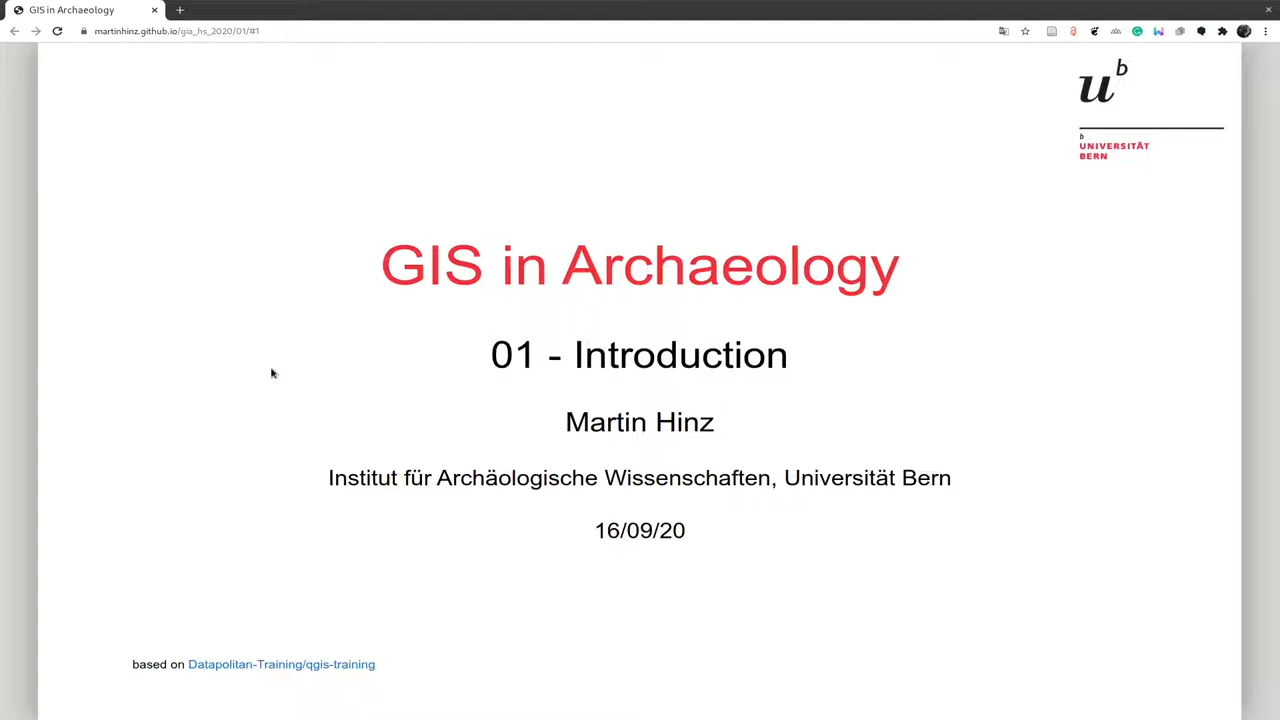 GIS in Archaeology
martinhinz.github.io/gia_hs_2020/01/#1
u b
b
UNIVERSITÄT
BERN
GIS in Archaeology
01 - Introduction
Martin Hinz
Institut für Archäologische Wissenschaften, Universität Bern
16/09/20
based on Datapolitan-Training/qgis-training